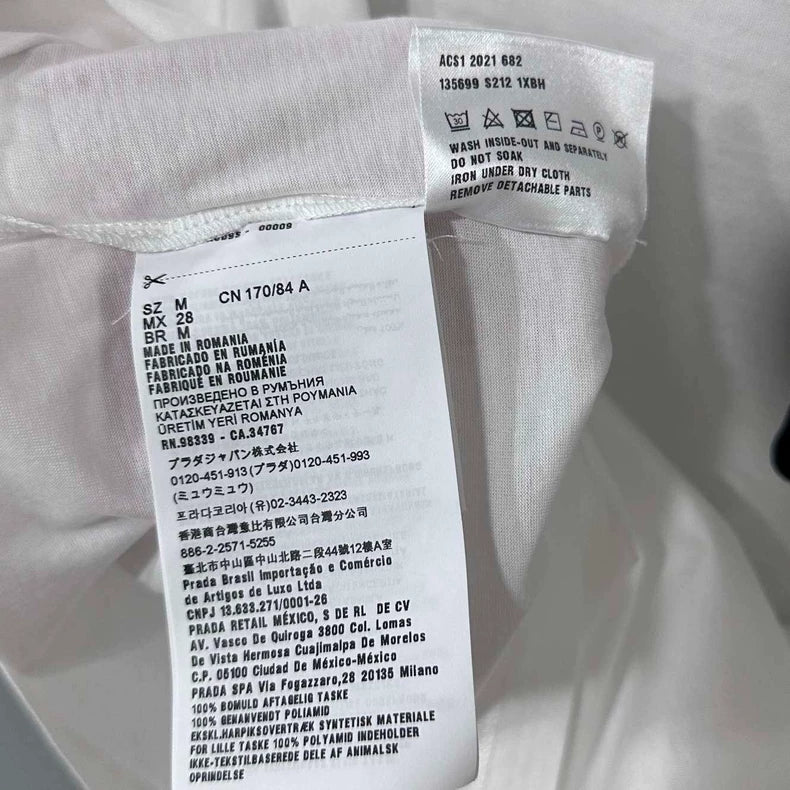 ACS1 2021 682
135699 S212 1XBH
30
P
WASH INSIDE-OUT AND SEPARATELY
DO NOT SOAK
IRON UNDER DRY CLOTH
REMOVE DETACHABLE PARTS
00009
SZ M CN 170/84 A
MX 28
BR M
MADE IN ROMANIA
FABRICADO EN RUMANÍA
FABRICADO NA ROMÉNIA
FABRIQUÉ EN ROUMANIE
ПРОИЗВЕДЕНО В РУМЪНИЯ
ΚΑΤΑΣΚΕΥΑΖΕΤΑΙ ΣΤΗ ΡΟΥΜΑΝΙΑ
ÜRETİM YERİ ROMANYA
RN.98339 - CA.34767
プラダジャパン株式会社
0120-451-913 (プラダ) 0120-451-993
(ミュウミュウ)
프라다코리아 (유) 02-3443-2323
香港商台灣意比有限公司台灣分公司
886-2-2571-5255
臺北市中山區中山北路二段44號12樓A室
Prada Brasil Importação e Comércio
de Artigos de Luxo Ltda
CNPJ 13.633.271/0001-26
PRADA RETAIL MÉXICO, S DE RL DE CV
AV. Vasco De Quiroga 3800 Col. Lomas
De Vista Hermosa Cuajimalpa De Morelos
C.P. 05100 Ciudad De México-México
PRADA SPA Via Fogazzaro,28 20135 Milano
100% BOMULD AFTAGELIG TASKE
100% GENANVENDT POLIAMID
EKSKL.HARPIKSOVERTRÆK SYNTETISK MATERIALE
FOR LILLE TASKE 100% POLYAMID INDEHOLDER
IKKE-TEKSTILBASEREDE DELE AF ANIMALSK
OPRINDELSE